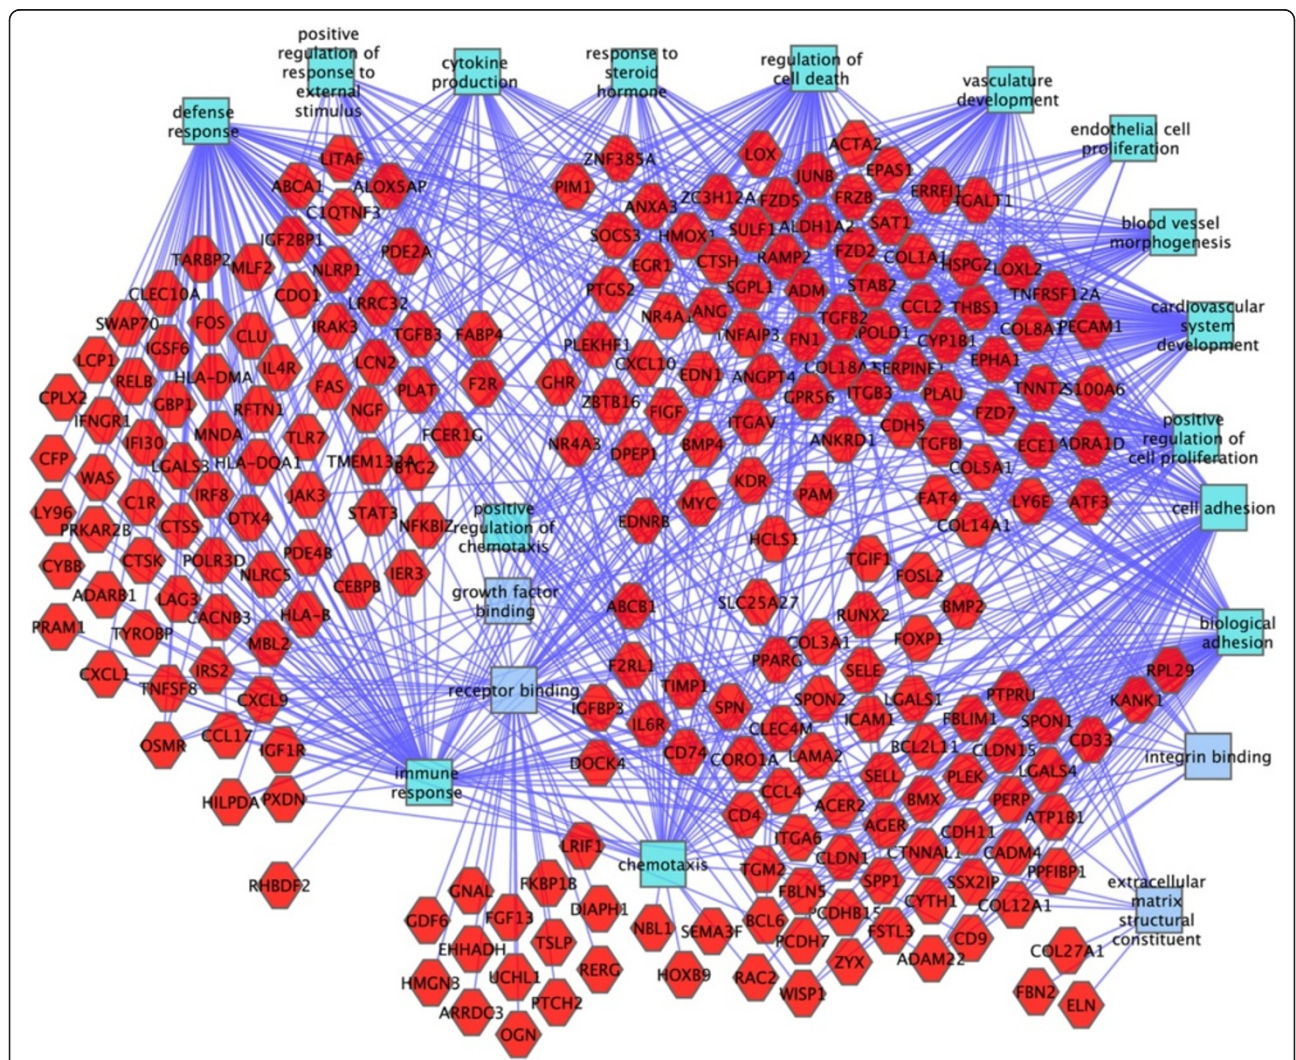 positive
regulation of
response to
external
stimulus
cytokine
production
response to
steroid
hormone
regulation of
cell death
vasculature
development
defense
response
endothelial cell
proliferation
blood vessel
morphogenesis
cardiovascular
system
development
positive
regulation of
cell proliferation
cell adhesion
biological
adhesion
integrin binding
extracellular
matrix
structural
constituent
positive
regulation of
chemotaxis
growth factor
binding
receptor binding
immune
response
chemotaxis
LITAF
ABCA1
ALOX5AP
C1QTNF3
IGF2BP1
PDE2A
TARBP2
MLF2
NLRP1
CLEC10A
CDO1
LRRC32
SWAP70
FOS
CLU
IRAK3
TGFB3
FABP4
LCP1
IGSF6
HLA-DMA
IL4R
LCN2
CPLX2
RELB
GBP1
RFTN1
FAS
PLAT
F2R
IFNGR1
NGF
IFI30
MNDA
TLR7
FCER1G
CFP
WAS
LGALS3
HLA-DQA1
TMEM132A
BTG2
LY96
C1R
IRF8
JAK3
PRKAR2B
CTSS
DTX4
STAT3
NFKBIZ
CYBB
CTSK
POLR3D
PDE4B
NLRC5
CEBPB
IER3
ADARB1
LAG3
CACNB3
HLA-B
PRAM1
TYROBP
MBL2
CXCL1
TNFSF8
IRS2
CXCL9
OSMR
CCL17
IGF1R
HILPDA
PXDN
RHBDF2
ZNF385A
PIM1
LOX
ACTA2
JUNB
EPAS1
ANXA3
ZC3H12A
FZD5
FRZB
ERRFI1
SOCS3
HMOX1
SULF1
ALDH1A2
SAT1
EGR1
CTSH
RAMP2
FZD2
COL1A1
HSPG2
LOXL2
PTGS2
SGPL1
ADM
STAB2
TNFRSF12A
NR4A1
ANG
TGFB2
CCL2
THBS1
PLEKHF1
TNFAIP3
FN1
CYP1B1
PECAM1
CXCL10
EPHA1
GHR
EDN1
ANGPT4
ZBTB16
FIGF
GPR56
ITGB3
PLAU
TNNT2
S100A6
NR4A3
DPEP1
BMP4
ITGAV
ANKRD1
CDH5
TGFBI
FZD7
ECE1
ADRA1D
COL5A1
KDR
PAM
FAT4
LY6E
ATF3
EDNRB
MYC
HCLS1
COL14A1
TGIF1
FOSL2
ABCB1
SLC25A27
RUNX2
BMP2
FOXP1
COL3A1
F2RL1
PPARG
SELE
TIMP1
RPL29
KANK1
IGFBP3
IL6R
SPN
SPON2
LGALS1
PTPRU
ICAM1
FBLIM1
SPON1
CLEC4M
CD33
DOCK4
CD74
CORO1A
LAMA2
BCL2L11
CLDN15
LGALS4
SELL
PLEK
CCL4
ACER2
BMX
PERP
CD4
AGER
ATP1B1
ITGA6
CDH11
TGM2
CLDN1
CTNNAL1
CADM4
PPFIBP1
FBLN5
SPP1
SSX2IP
CYTH1
COL12A1
BCL6
PCDHB15
FSTL3
PCDH7
CD9
ZYX
ADAM22
RAC2
WISP1
COL27A1
FBN2
ELN
LRIF1
GNAL
FKBP1B
GDF6
FGF13
DIAPH1
NBL1
SEMA3F
EHHADH
TSLP
HMGN3
UCHL1
RERG
HOXB9
ARRDC3
PTCH2
OGN